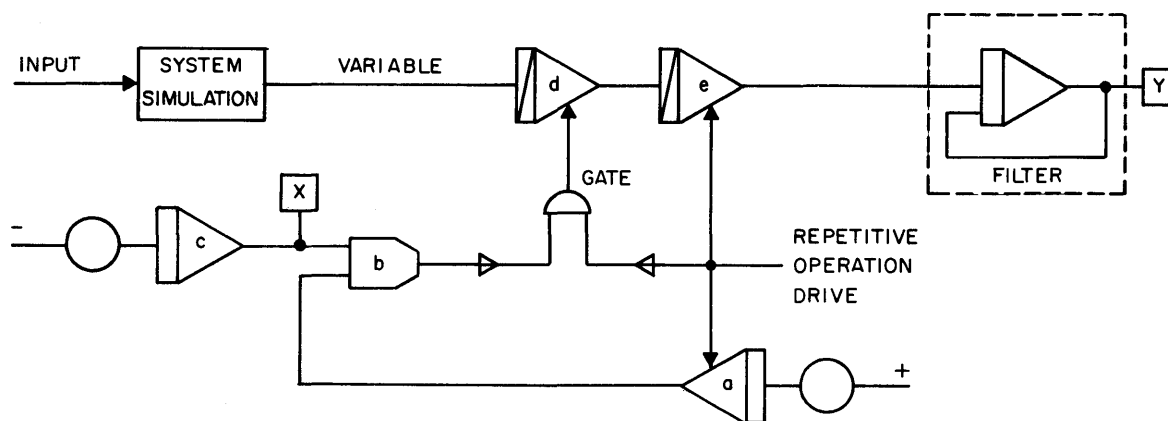 INPUT
SYSTEM
SIMULATION
VARIABLE
d
e
Y
FILTER
GATE
X
-
c
b
REPETITIVE
OPERATION
DRIVE
a
+